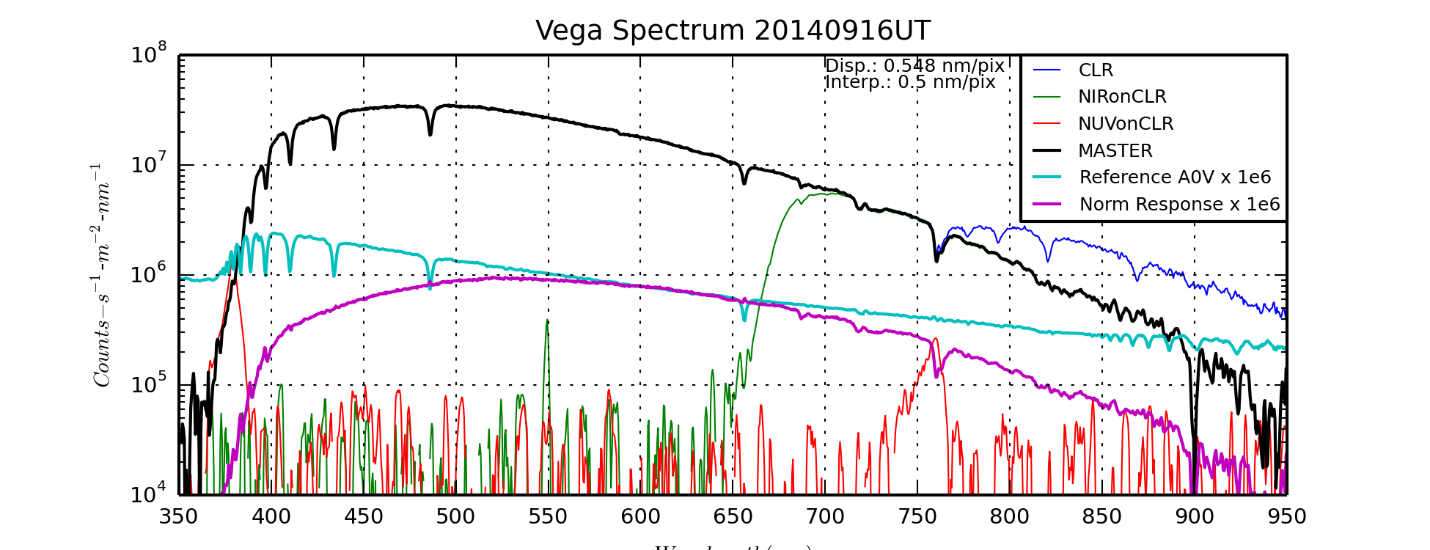 Vega Spectrum 20140916UT
Disp.: 0.548 nm/pix
Interp.: 0.5 nm/pix
CLR
NIRonCLR
NUVonCLR
MASTER
Reference A0V x 1e6
Norm Response x 1e6
10^8
10^7
10^6
10^5
10^4
Counts−s^−1-m^−2-nm^−1
350 400 450 500 550 600 650 700 750 800 850 900 950